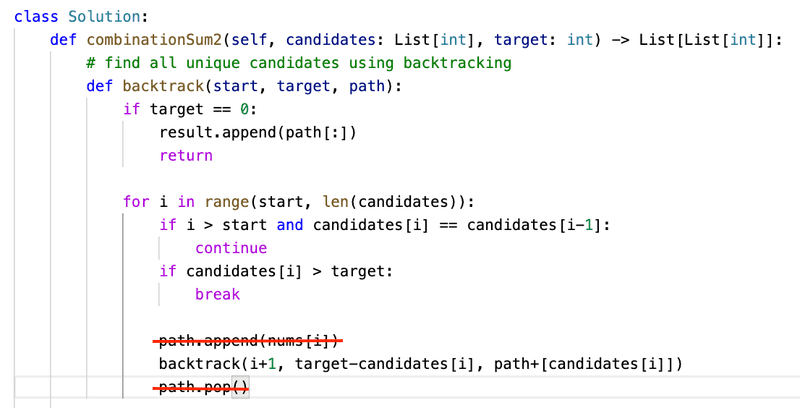 class Solution:
def combinationSum2(self, candidates: List[int], target: int) -> List[List[int]]:
# find all unique candidates using backtracking
def backtrack(start, target, path):
if target == 0:
result.append(path[:])
return
for i in range(start, len(candidates)):
if i > start and candidates[i] == candidates[i-1]:
continue
if candidates[i] > target:
break
path.append(nums[i])
backtrack(i+1, target-candidates[i], path+[candidates[i]])
path.pop()